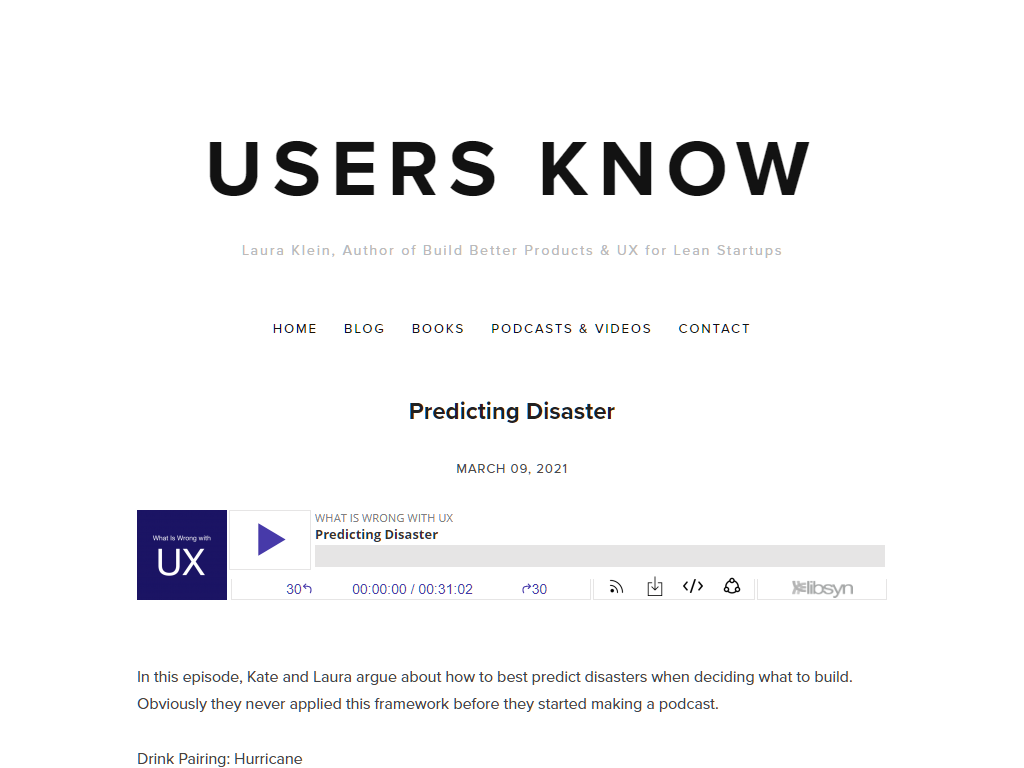 USERS KNOW
Laura Klein, Author of Build Better Products & UX for Lean Startups
HOME BLOG BOOKS PODCASTS & VIDEOS CONTACT
Predicting Disaster
MARCH 09, 2021
What Is Wrong with
UX
WHAT IS WRONG WITH UX
Predicting Disaster
30 00:00:00 / 00:31:02 30
libsyn
In this episode, Kate and Laura argue about how to best predict disasters when deciding what to build.
Obviously they never applied this framework before they started making a podcast.
Drink Pairing: Hurricane